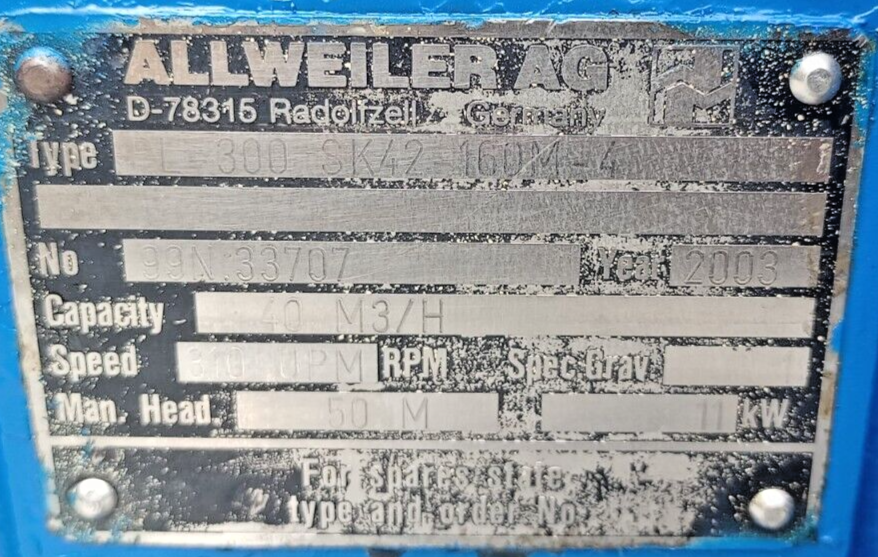 ALLWEILER AG
D-78315 Radolfzell / Germany
Type L 300 SK42 160M-4
No 99N.33707 Year 2003
Capacity 40 M3/H
Speed UPM RPM Spec Grav.
Man. Head. 50 M 11 kW
For spares state
type and order No